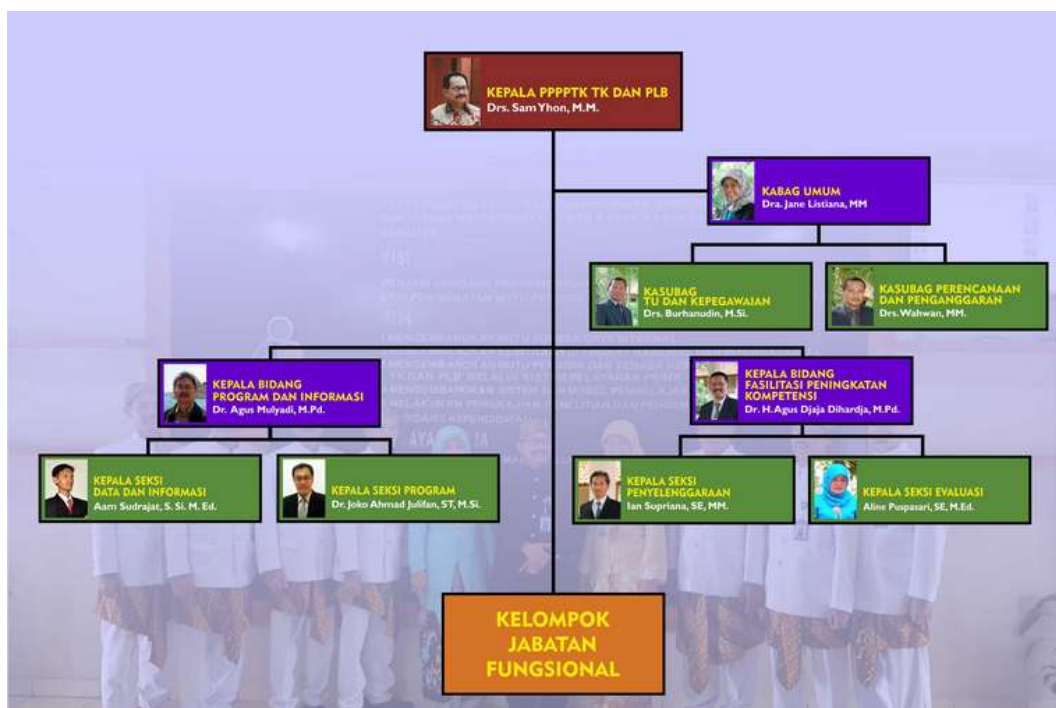 KEPALA PPPPTK TK DAN PLB
Drs. Sam Yhon, M.M.
KABAG UMUM
Dra. Jane Listiana, MM
KASUBAG
TU DAN KEPEGAWAIAN
Drs. Burhanudin, M.Si.
KASUBAG PERENCANAAN
DAN PENGANGGARAN
Drs. Wahwan, MM.
KEPALA BIDANG
PROGRAM DAN INFORMASI
Dr. Agus Mulyadi, M.Pd.
KEPALA BIDANG
FASILITASI PENINGKATAN
KOMPETENSI
Dr. H. Agus Djaja Dihardja, M.Pd.
KEPALA SEKSI
DATA DAN INFORMASI
Aam Sudrajat, S. Si. M. Ed.
KEPALA SEKSI PROGRAM
Dr. Joko Ahmad Julifan, ST, M.Si.
KEPALA SEKSI
PENYELENGGARAAN
Ian Supriana, SE, MM.
KEPALA SEKSI EVALUASI
Aline Puspasari, SE, M.Ed.
KELOMPOK
JABATAN
FUNGSIONAL
VISI